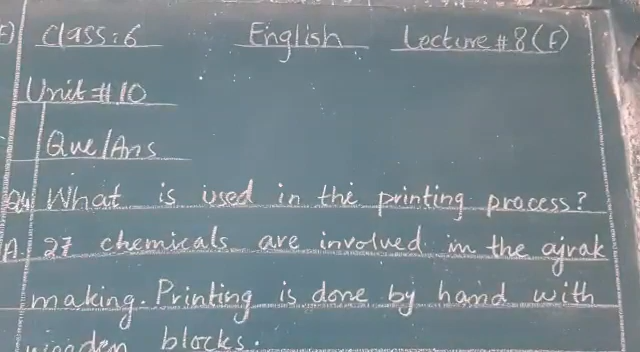 Class: 6 English Lecture # 8 (F)
Unit # 10
Que/Ans
Q4 What is used in the printing process?
A. 27 chemicals are involved in the ajrak
making. Printing is done by hand with
wooden blocks.